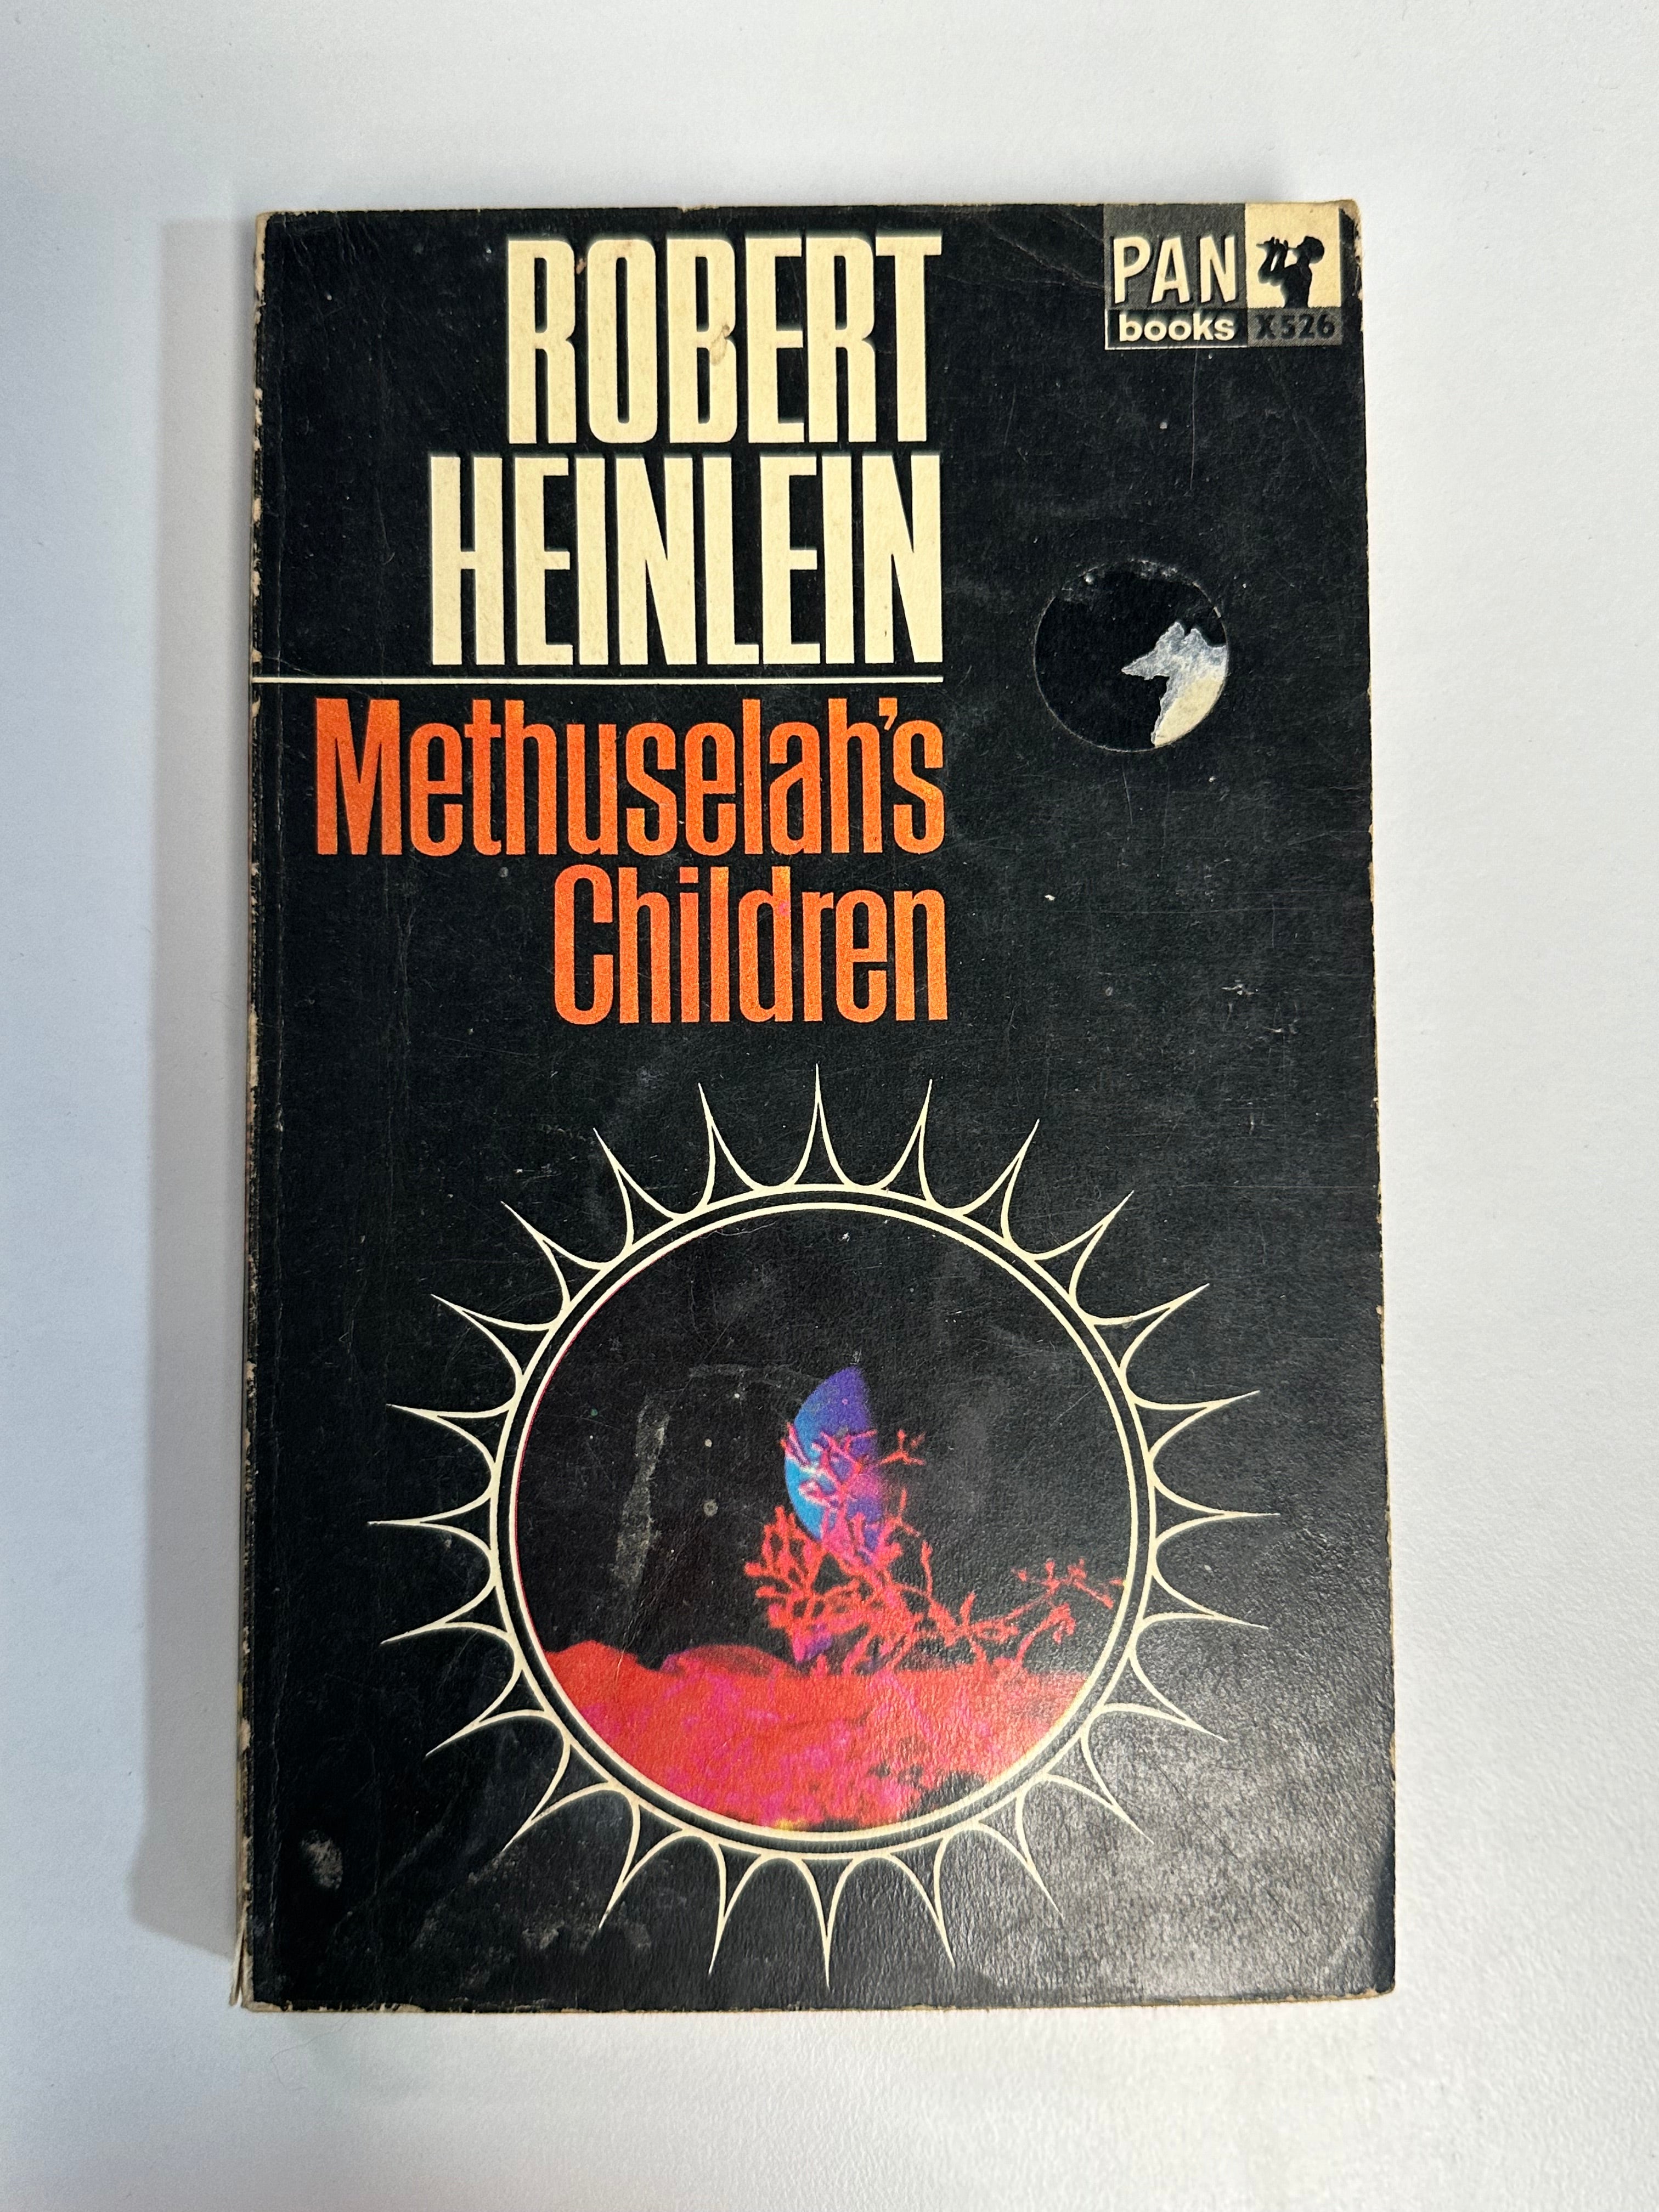 ROBERT
HEINLEIN
Methuselah's
Children
PAN
books X526